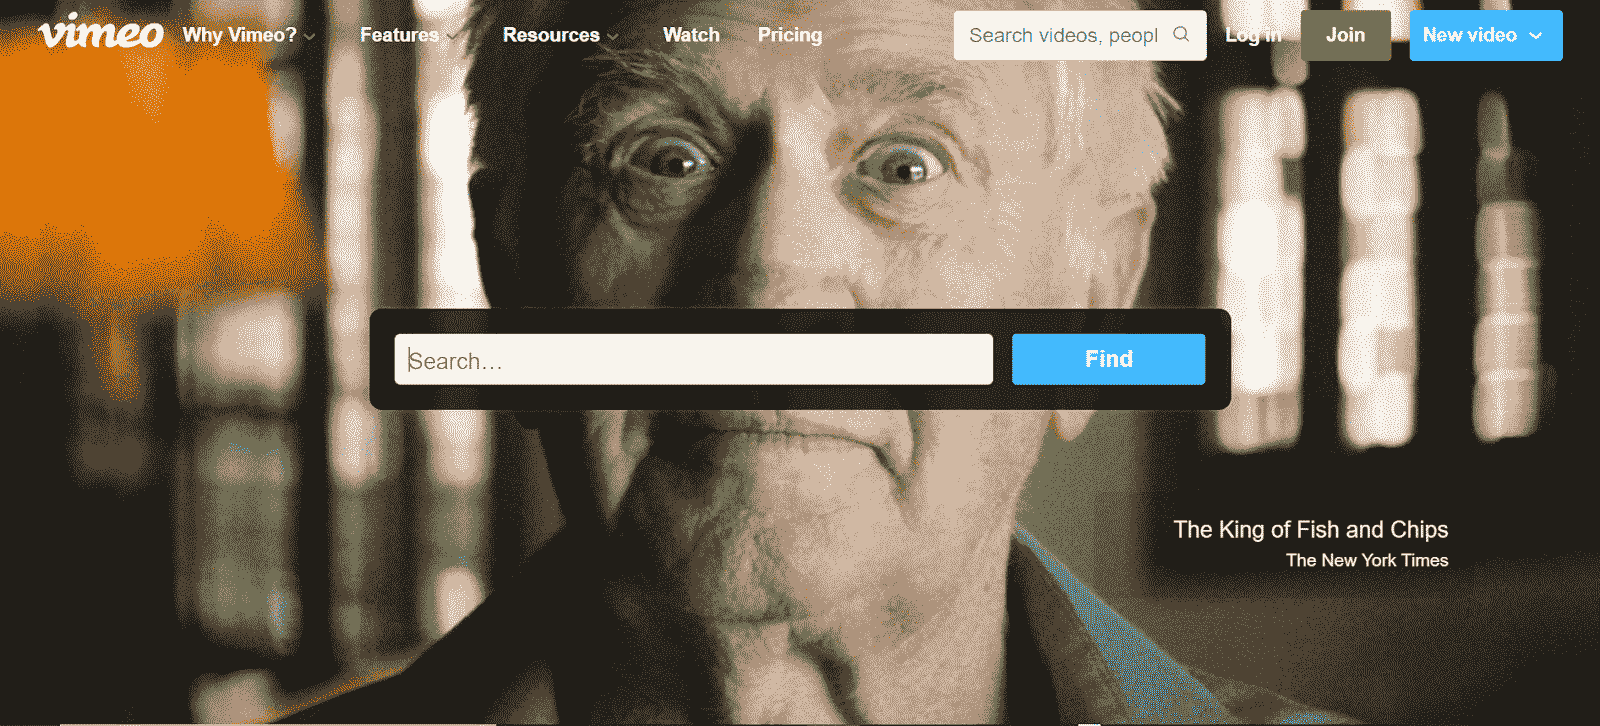 vimeo Why Vimeo? Features Resources Watch Pricing Search videos, peopl Log in Join New video
Search... Find
The King of Fish and Chips
The New York Times